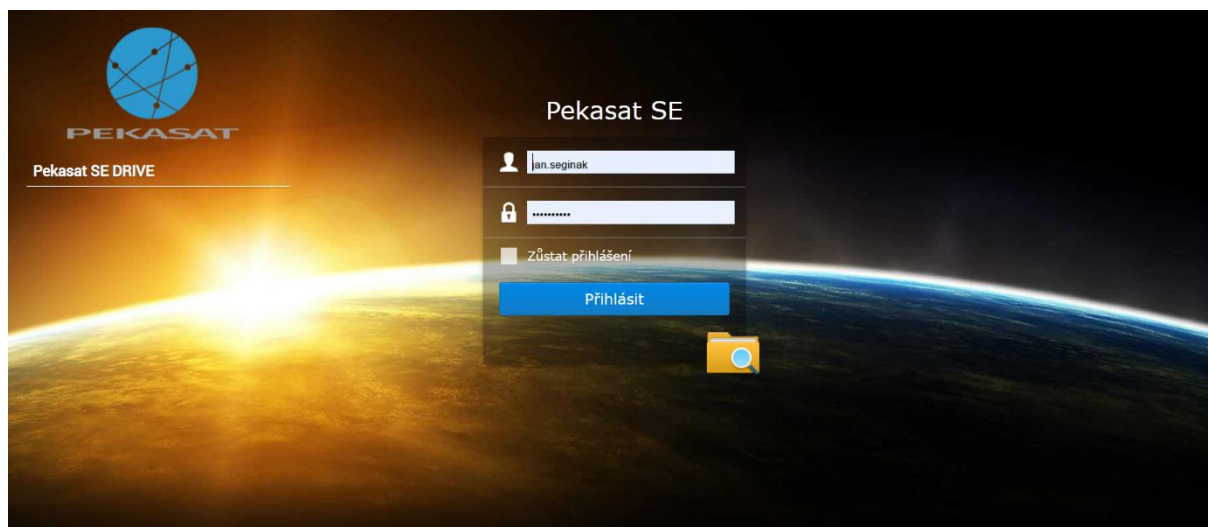 PEKASAT
Pekasat SE DRIVE
Pekasat SE
jan.seginak
••••••••••
Zůstat přihlášení
Přihlásit